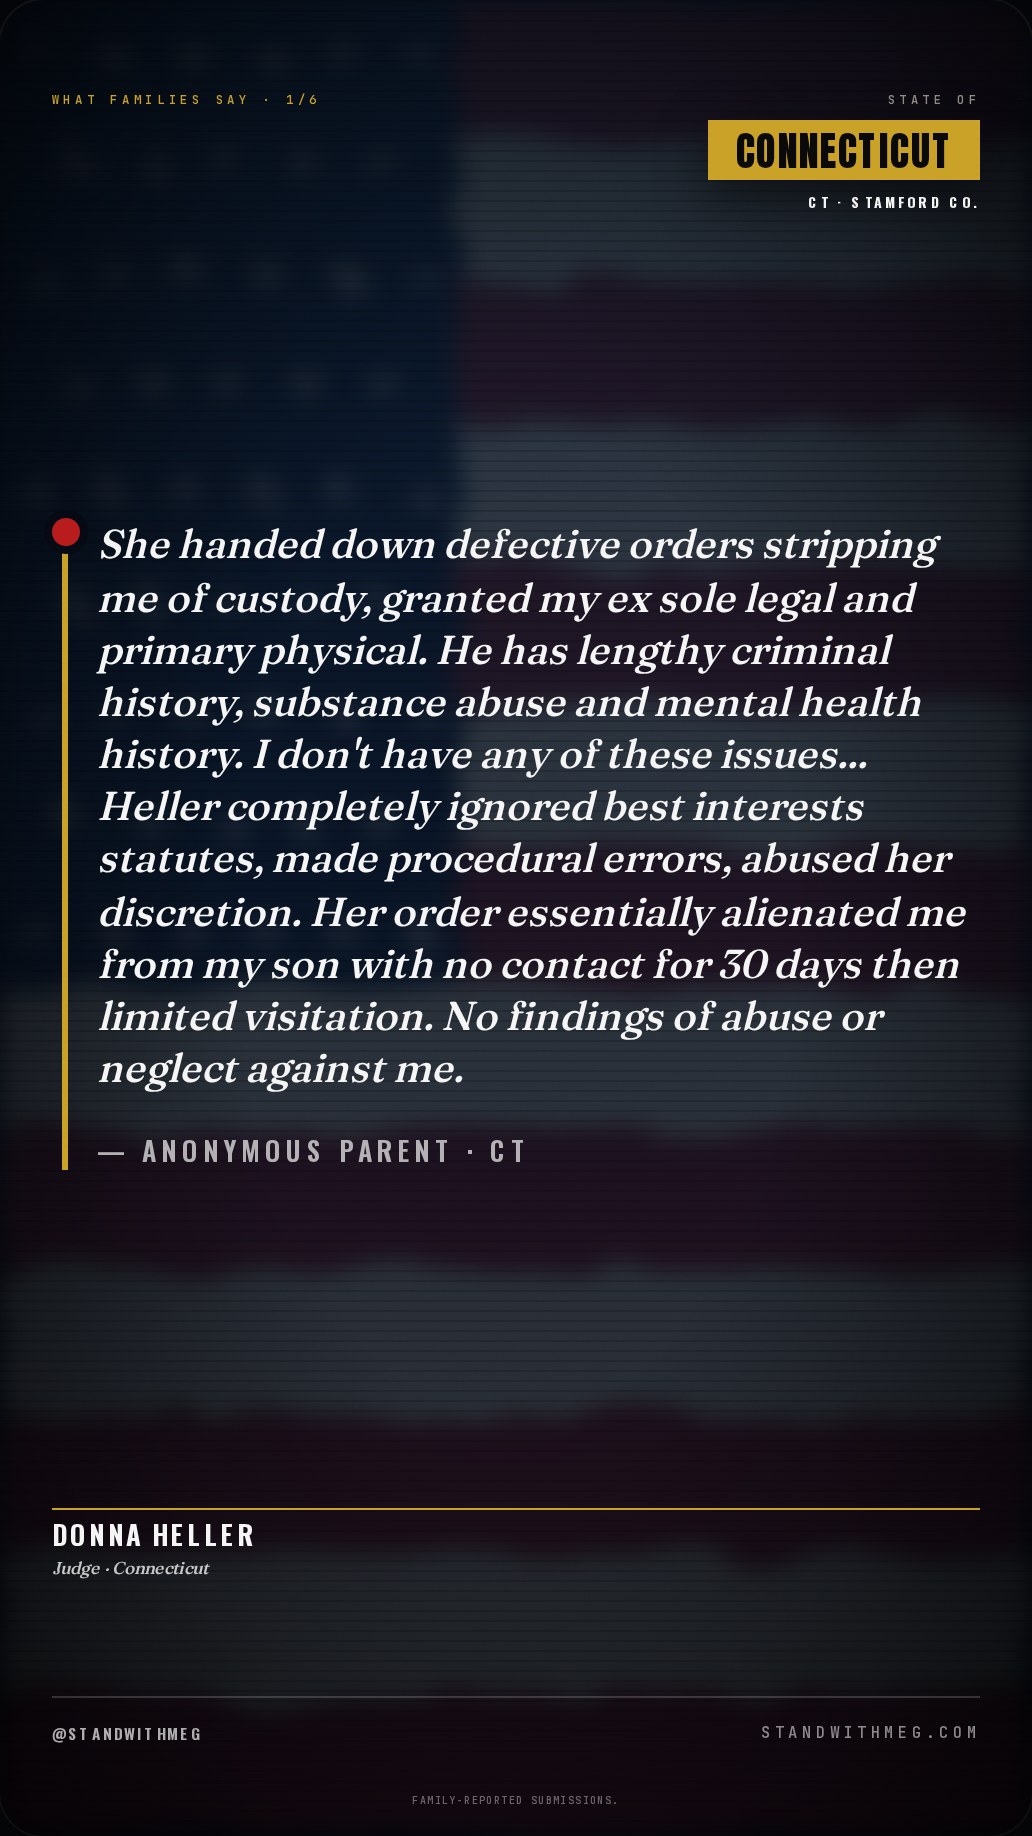 WHAT FAMILIES SAY · 1/6
STATE OF
CONNECTICUT
CT · STAMFORD CO.
She handed down defective orders stripping
me of custody, granted my ex sole legal and
primary physical. He has lengthy criminal
history, substance abuse and mental health
history. I don't have any of these issues...
Heller completely ignored best interests
statutes, made procedural errors, abused her
discretion. Her order essentially alienated me
from my son with no contact for 30 days then
limited visitation. No findings of abuse or
neglect against me.
— ANONYMOUS PARENT · CT
DONNA HELLER
Judge · Connecticut
@STANDWITHMEG
STANDWITHMEG.COM
FAMILY-REPORTED SUBMISSIONS.